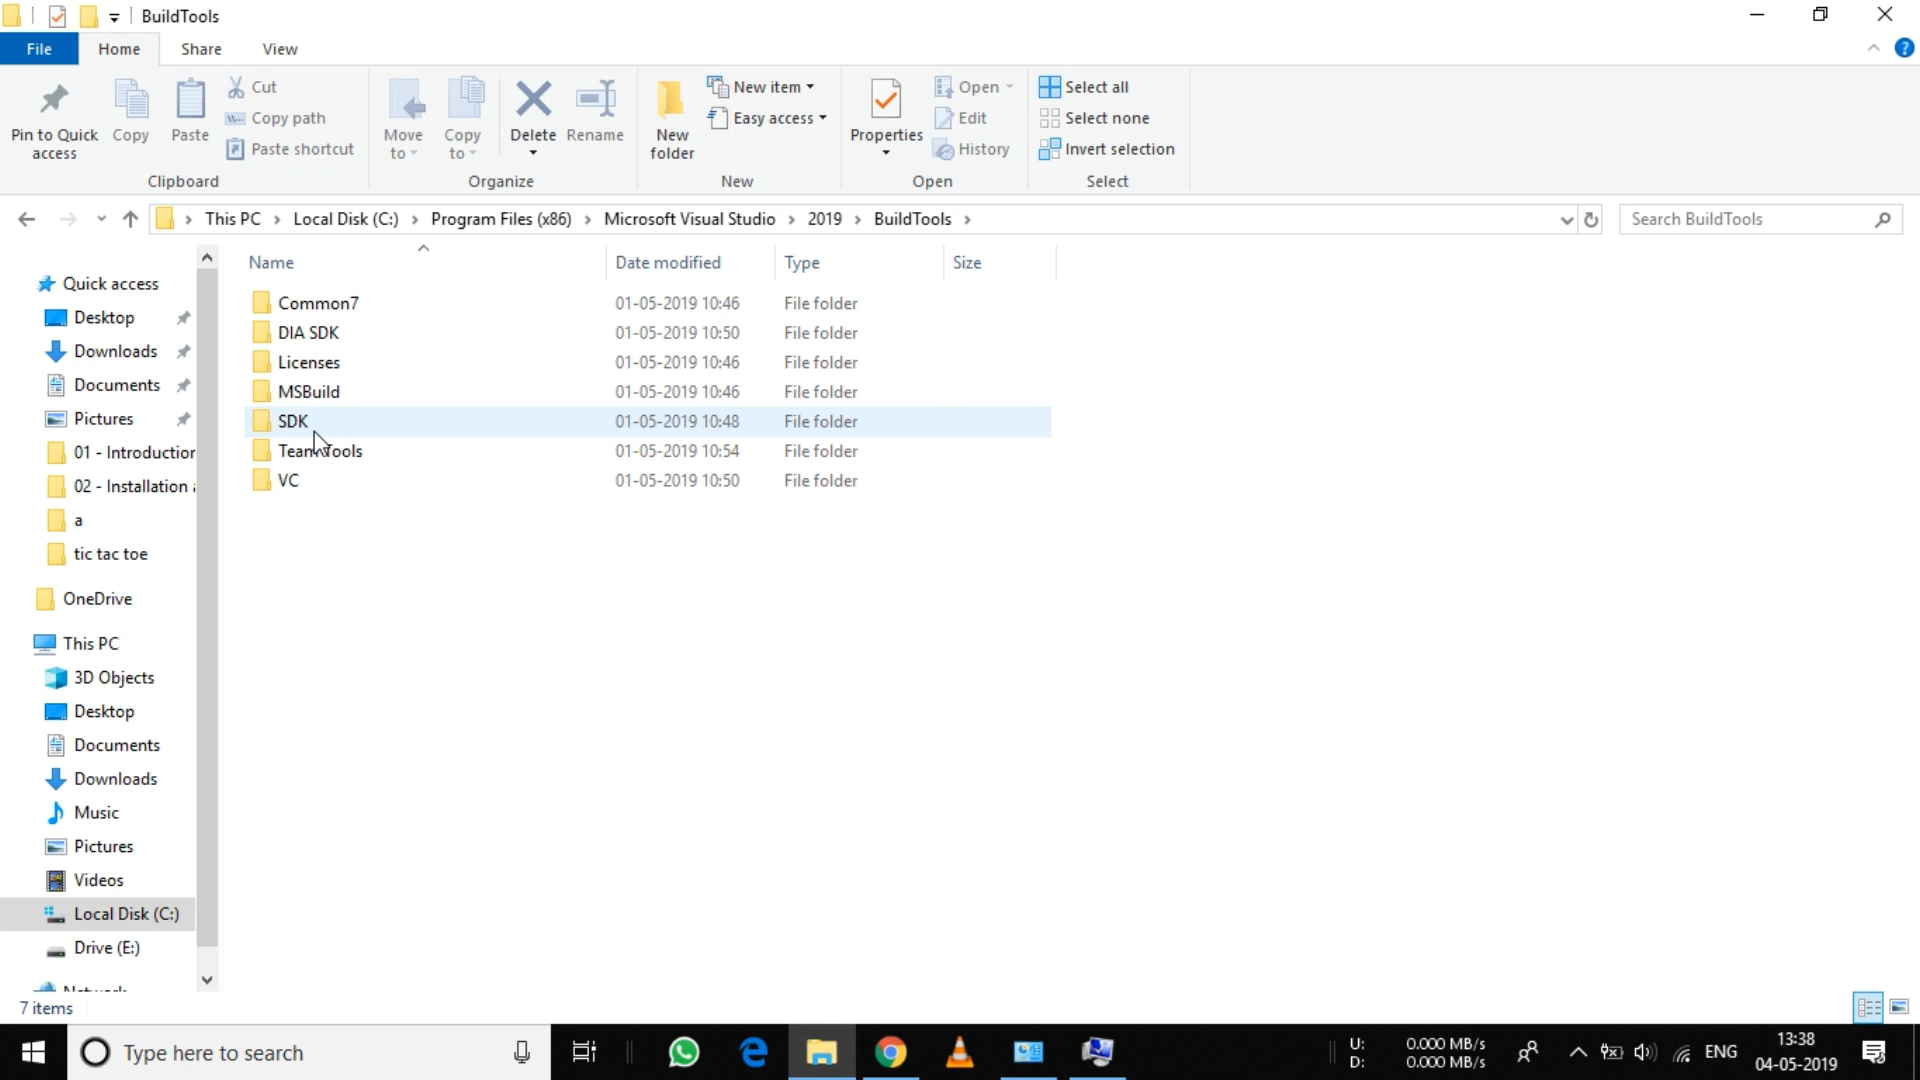 BuildTools
File
Home
Share
View
Pin to Quick access
Copy
Paste
Cut
Copy path
Paste shortcut
Clipboard
Move to
Copy to
Delete
Rename
Organize
New folder
New item
Easy access
New
Properties
Open
Edit
History
Open
Select all
Select none
Invert selection
Select
This PC > Local Disk (C:) > Program Files (x86) > Microsoft Visual Studio > 2019 > BuildTools >
Search BuildTools
Name Date modified Type Size
Common7 01-05-2019 10:46 File folder
DIA SDK 01-05-2019 10:50 File folder
Licenses 01-05-2019 10:46 File folder
MSBuild 01-05-2019 10:46 File folder
SDK 01-05-2019 10:48 File folder
Team Tools 01-05-2019 10:54 File folder
VC 01-05-2019 10:50 File folder
Quick access
Desktop
Downloads
Documents
Pictures
01 - Introduction
02 - Installation
a
tic tac toe
OneDrive
This PC
3D Objects
Desktop
Documents
Downloads
Music
Pictures
Videos
Local Disk (C:)
Drive (E:)
7 items
Type here to search
U: 0.000 MB/s
D: 0.000 MB/s
ENG
13:38
04-05-2019